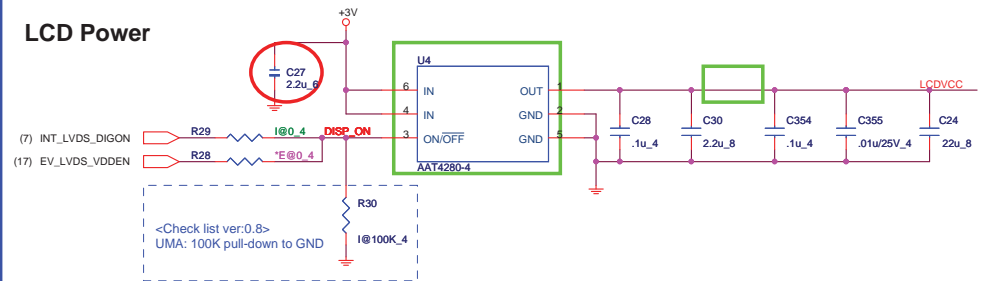 LCD Power
+3V
C27
2.2u_6
U4
6 IN OUT 1
4 IN GND 2
3 ON/OFF GND 5
AAT4280-4
LCDVCC
C28
.1u_4
C30
2.2u_8
C354
.1u_4
C355
.01u/25V_4
C24
22u_8
(7) INT_LVDS_DIGON R29 I@0_4 DISP_ON
(17) EV_LVDS_VDDEN R28 *E@0_4
R30
I@100K_4
<Check list ver:0.8>
UMA: 100K pull-down to GND